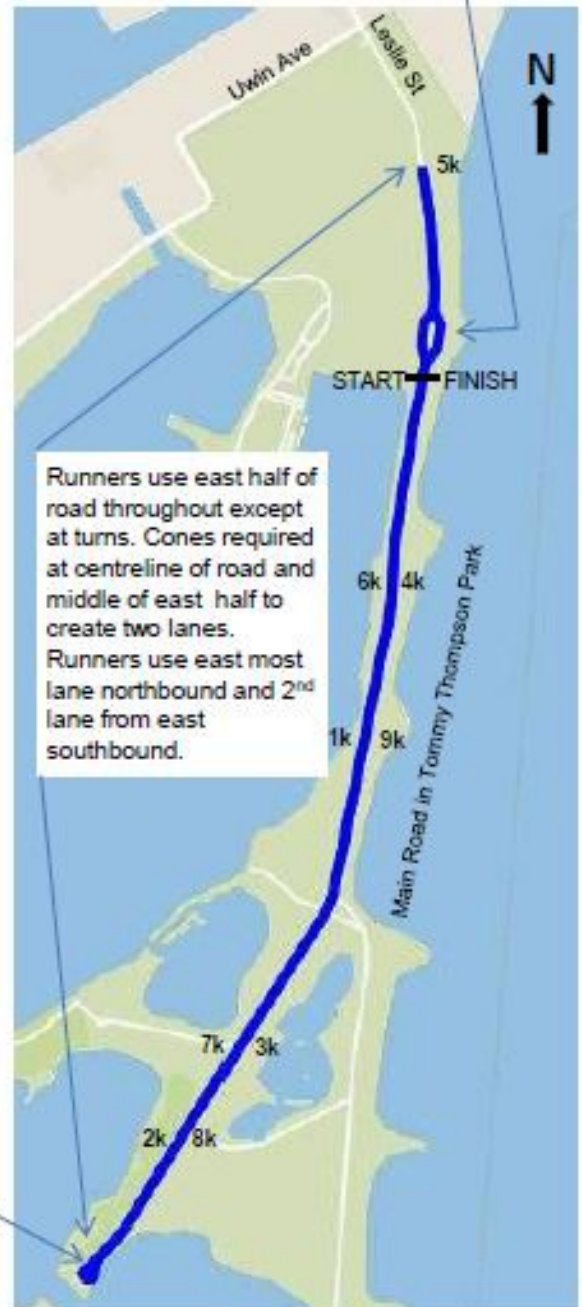 Uwin Ave
Leslie St
N
5k
START FINISH
Runners use east half of
road throughout except
at turns. Cones required
at centreline of road and
middle of east half to
create two lanes.
Runners use east most
lane northbound and 2nd
lane from east
southbound.
6k 4k
1k 9k
Main Road in Tommy Thompson Park
7k 3k
2k 8k